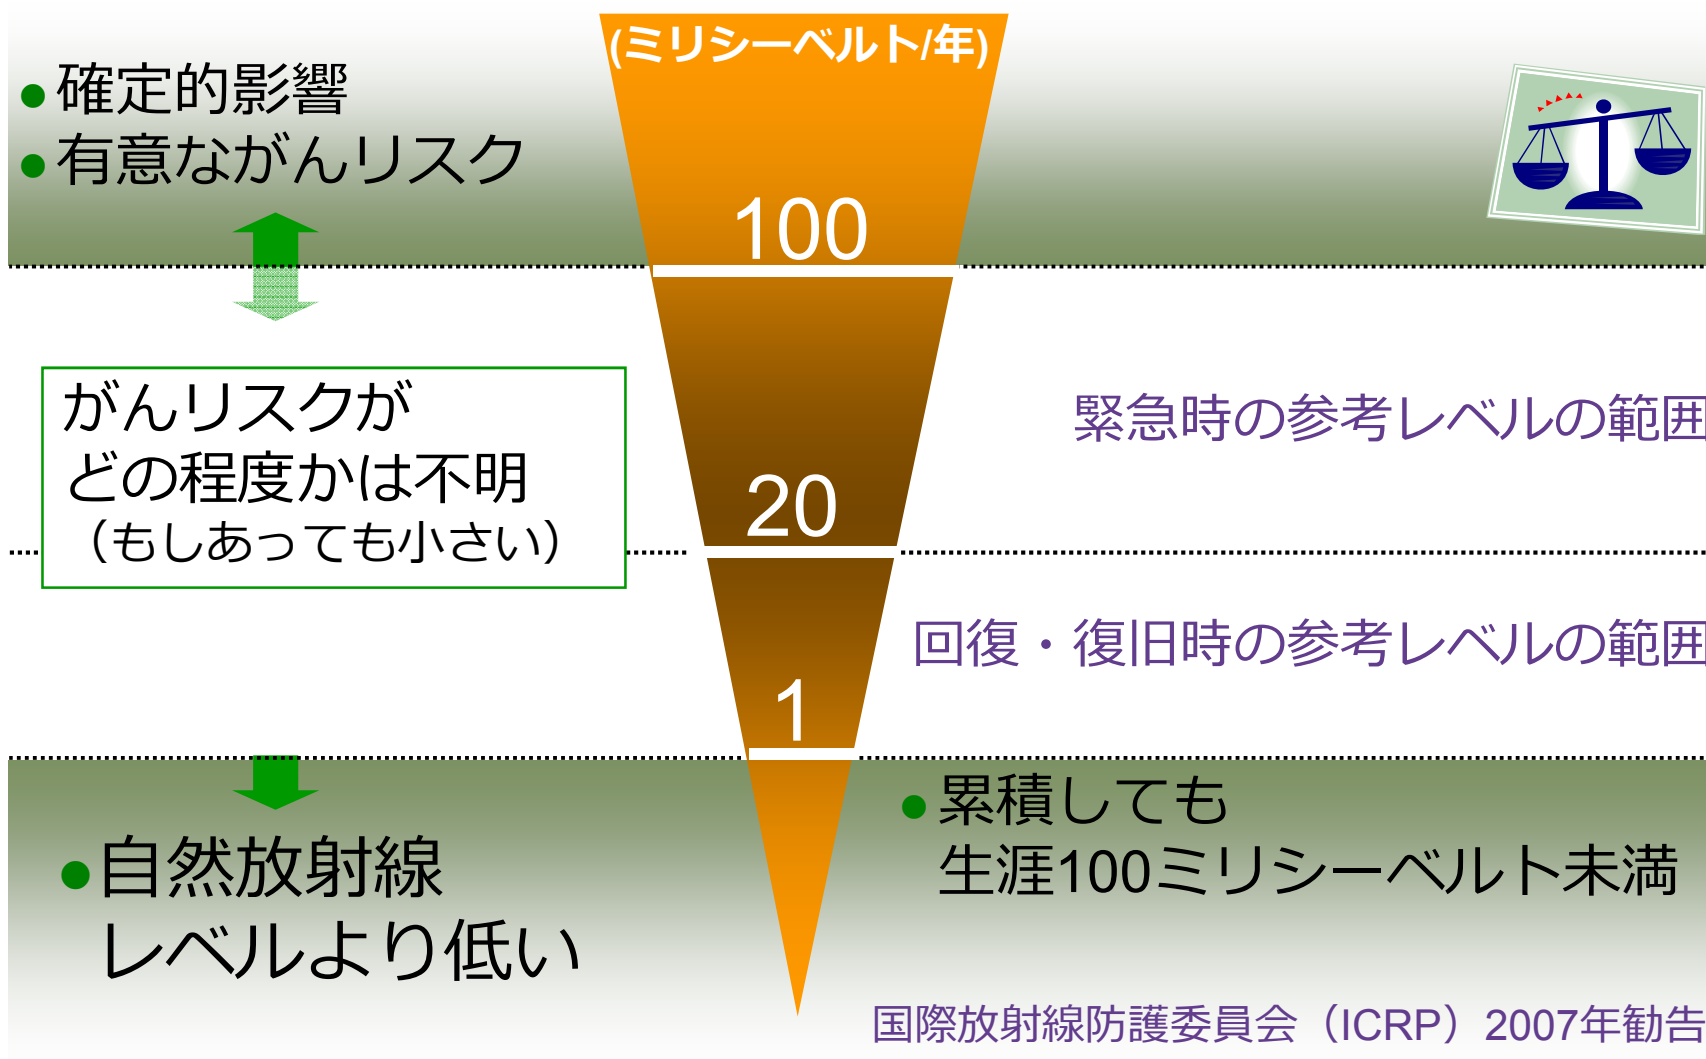 (ミリシーベルト/年)
●確定的影響
●有意ながんリスク
100
がんリスクが
どの程度かは不明
（もしあっても小さい）
緊急時の参考レベルの範囲
20
回復・復旧時の参考レベルの範囲
1
●自然放射線
レベルより低い
●累積しても
生涯100ミリシーベルト未満
国際放射線防護委員会（ICRP）2007年勧告